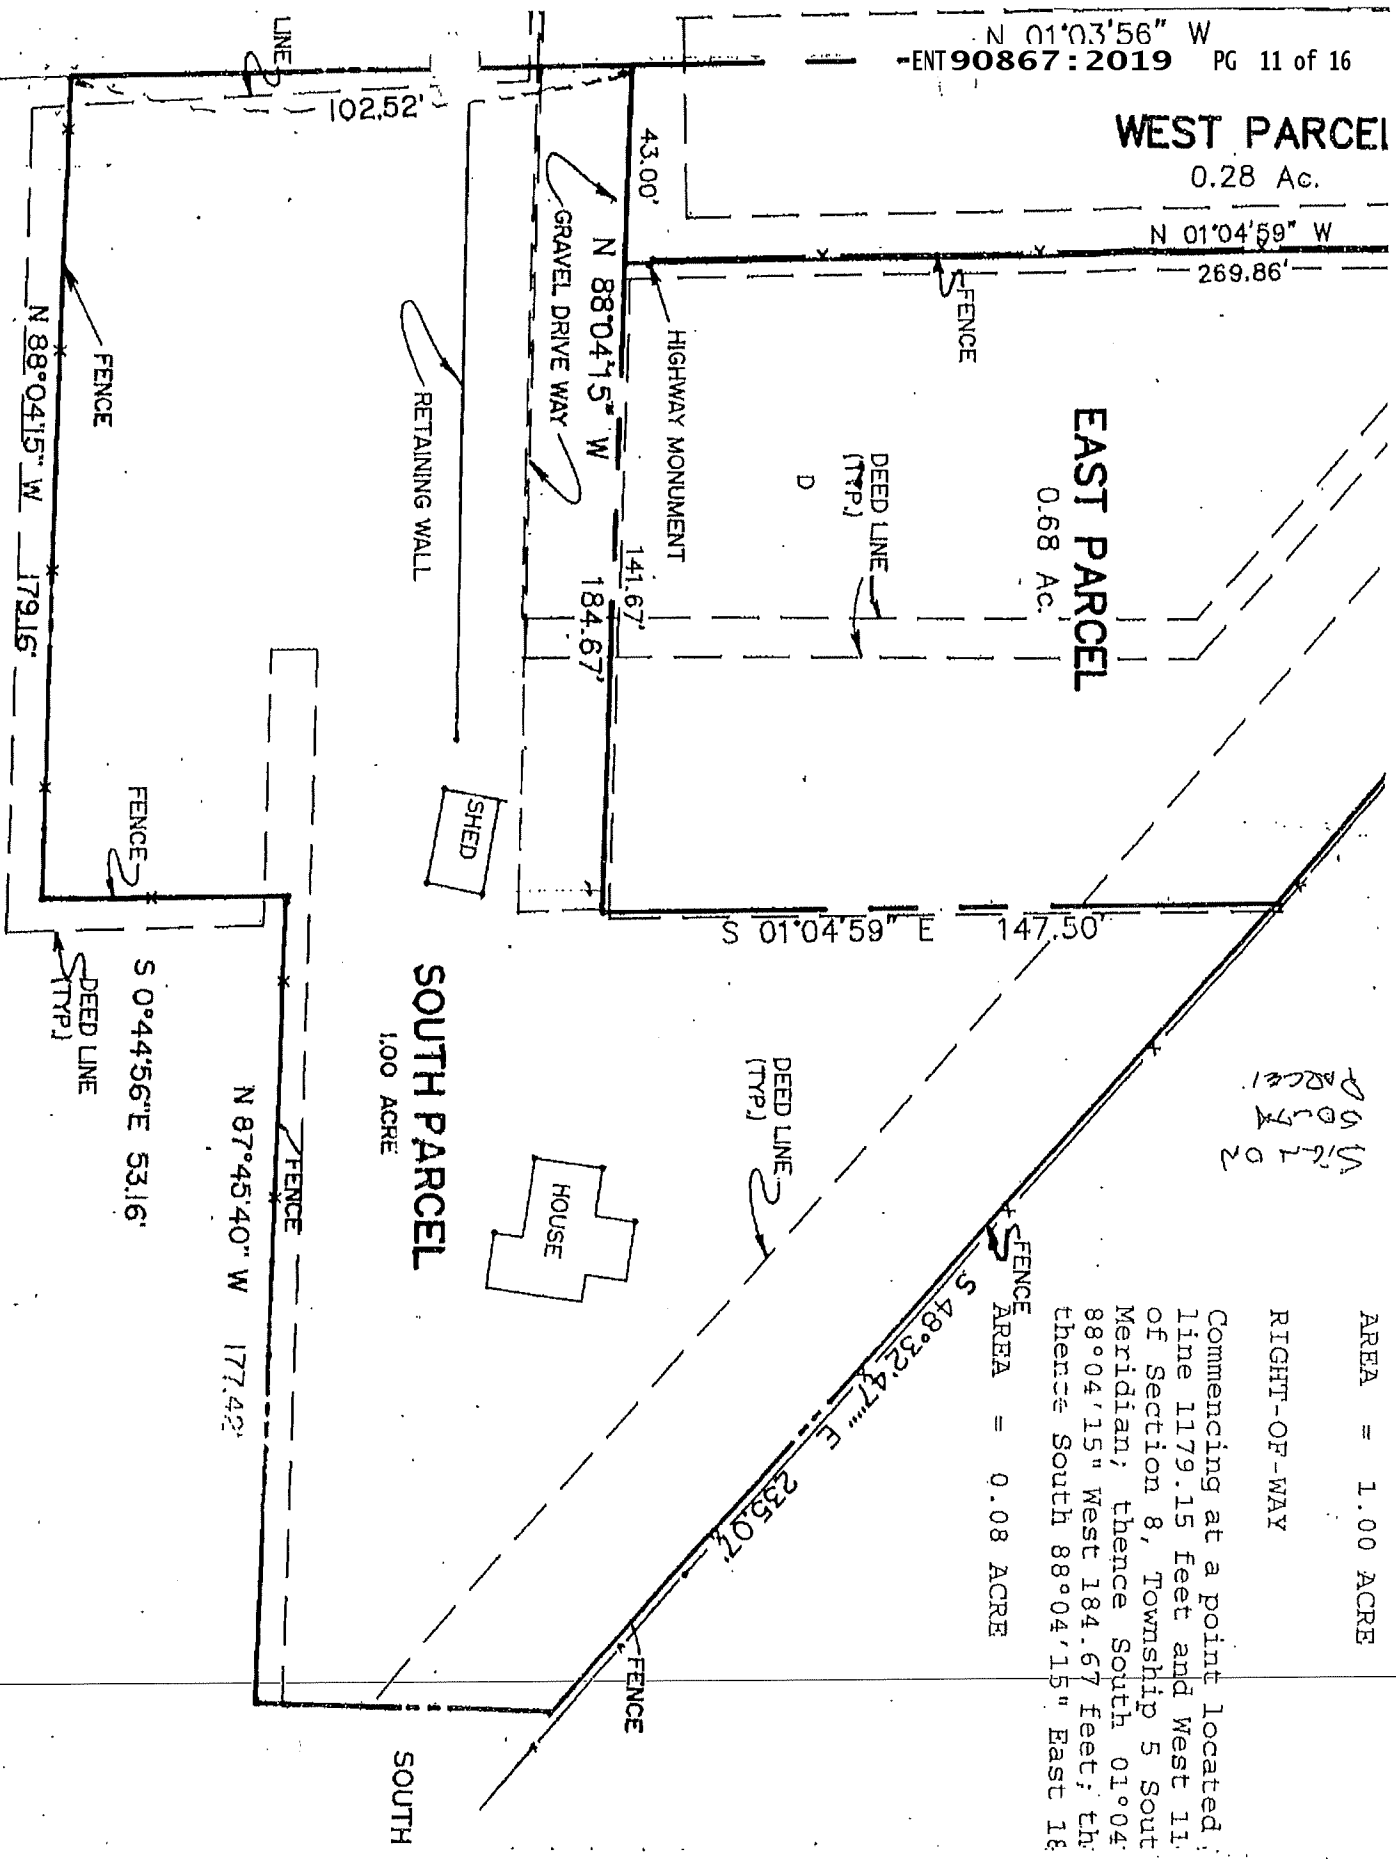 N 01°03'56" W
ENT 90867:2019 PG 11 of 16
WEST PARCEL
0.28 Ac.
N 01°04'59" W
269.86'
LINE
102.52'
43.00'
N 88°04'15" W
184.67'
141.67'
GRAVEL DRIVE WAY
HIGHWAY MONUMENT
FENCE
EAST PARCEL
0.68 Ac.
DEED LINE
(TYP.)
D
RETAINING WALL
FENCE
N 88°04'15" W 179.16'
SHED
FENCE
S 01°04'59" E 147.50'
DEED LINE
(TYP.)
S 0°44'56"E 53.16'
SOUTH PARCEL
1.00 ACRE
DEED LINE
(TYP.)
HOUSE
FENCE
N 87°45'40" W 177.42'
FENCE
S 48°32'47"" E 235.07'
FENCE
SOUTH
AREA = 1.00 ACRE
RIGHT-OF-WAY
Commencing at a point located
line 1179.15 feet and West 11
of Section 8, Township 5 Sout
Meridian; thence South 01°04'
88°04'15" West 184.67 feet; th
thence South 88°04'15" East 18
AREA = 0.08 ACRE